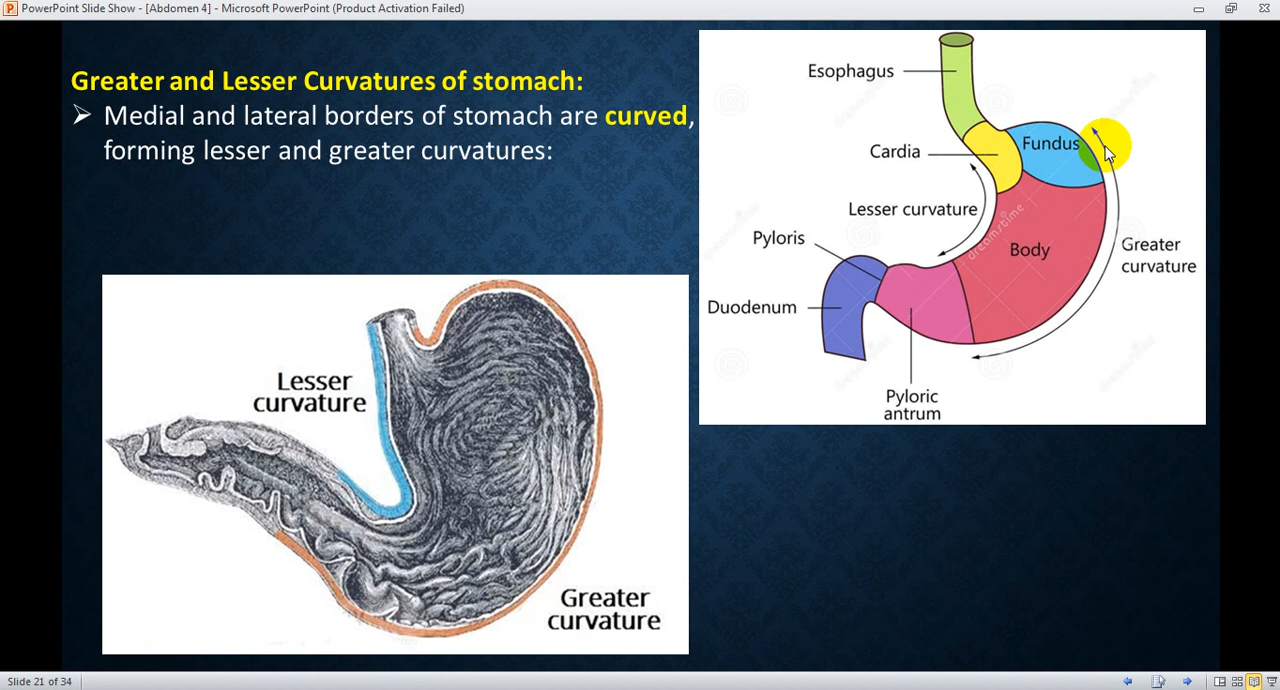 PowerPoint Slide Show - [Abdomen 4] - Microsoft PowerPoint (Product Activation Failed)
Greater and Lesser Curvatures of stomach:
Medial and lateral borders of stomach are curved,
forming lesser and greater curvatures:
Esophagus
Cardia
Fundus
Lesser curvature
Pyloris
Body
Greater
curvature
Duodenum
Pyloric
antrum
dreamstime
Lesser
curvature
Greater
curvature
Slide 21 of 34